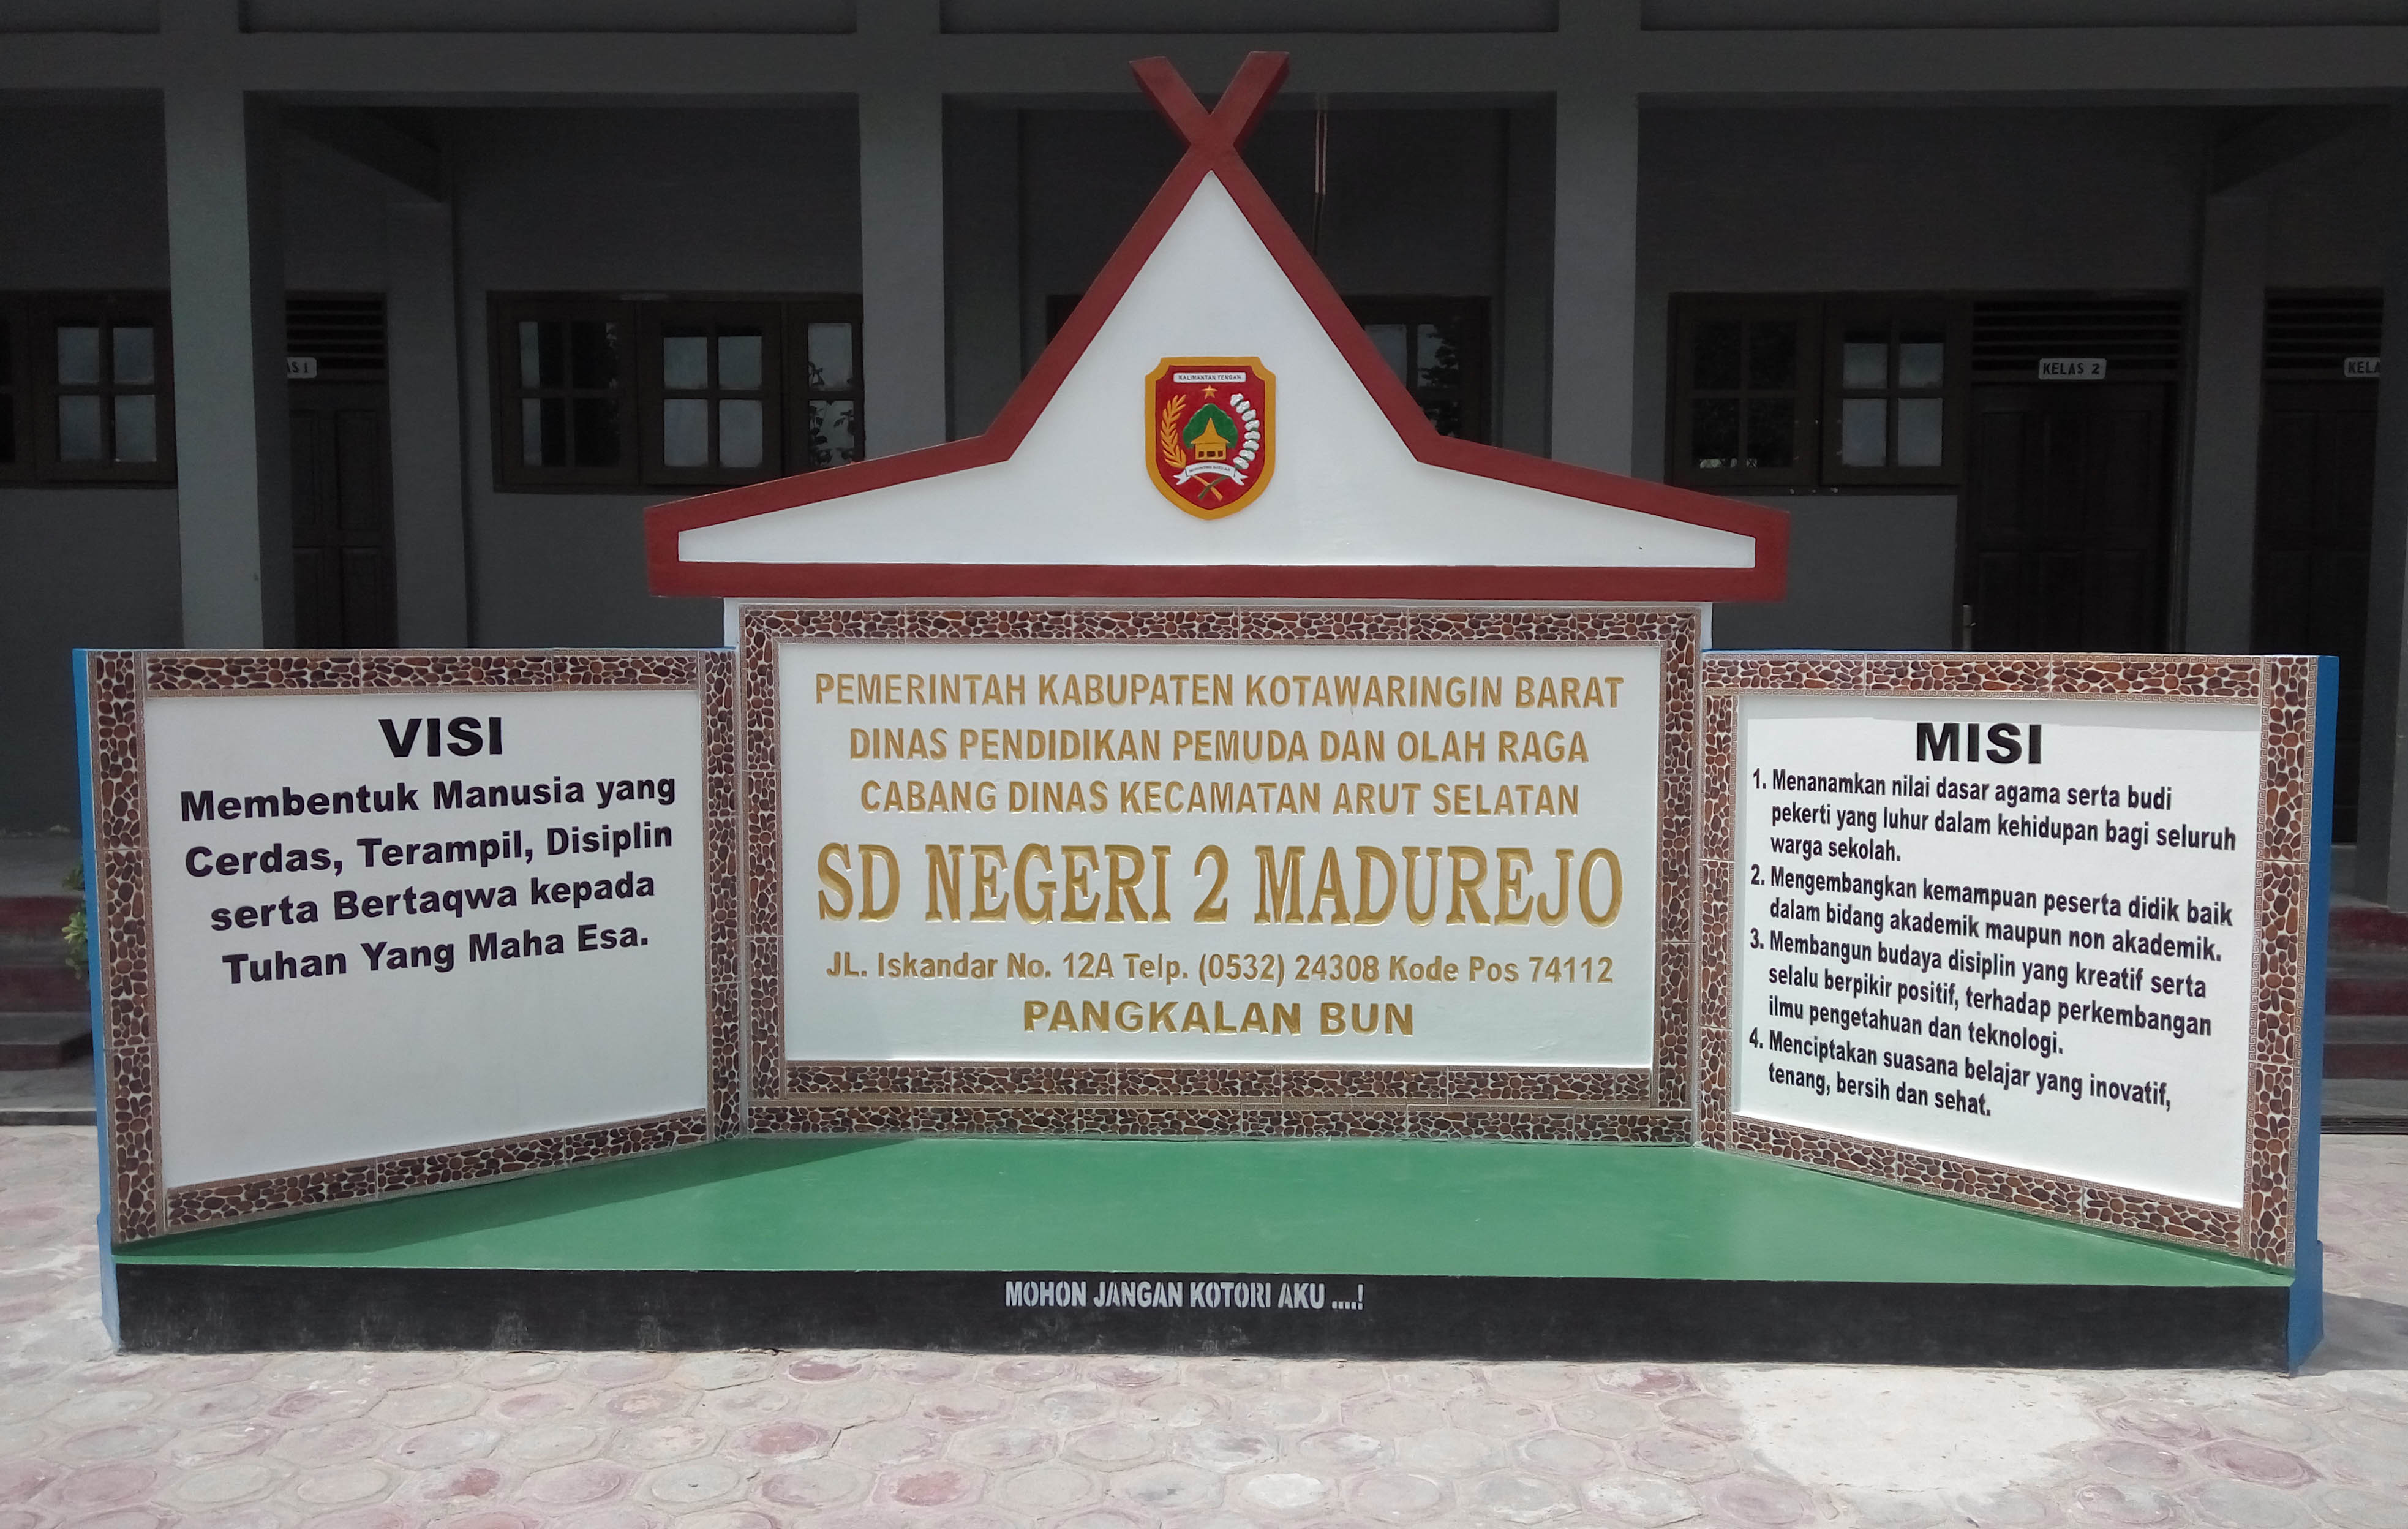 KALIMANTAN TENGAH
KELAS 2
VISI
Membentuk Manusia yang
Cerdas, Terampil, Disiplin
serta Bertaqwa kepada
Tuhan Yang Maha Esa.
PEMERINTAH KABUPATEN KOTAWARINGIN BARAT
DINAS PENDIDIKAN PEMUDA DAN OLAH RAGA
CABANG DINAS KECAMATAN ARUT SELATAN
SD NEGERI 2 MADUREJO
JL. Iskandar No. 12A Telp. (0532) 24308 Kode Pos 74112
PANGKALAN BUN
MISI
1. Menanamkan nilai dasar agama serta budi
pekerti yang luhur dalam kehidupan bagi seluruh
warga sekolah.
2. Mengembangkan kemampuan peserta didik baik
dalam bidang akademik maupun non akademik.
3. Membangun budaya disiplin yang kreatif serta
selalu berpikir positif, terhadap perkembangan
ilmu pengetahuan dan teknologi.
4. Menciptakan suasana belajar yang inovatif,
tenang, bersih dan sehat.
MOHON JANGAN KOTORI AKU ....!